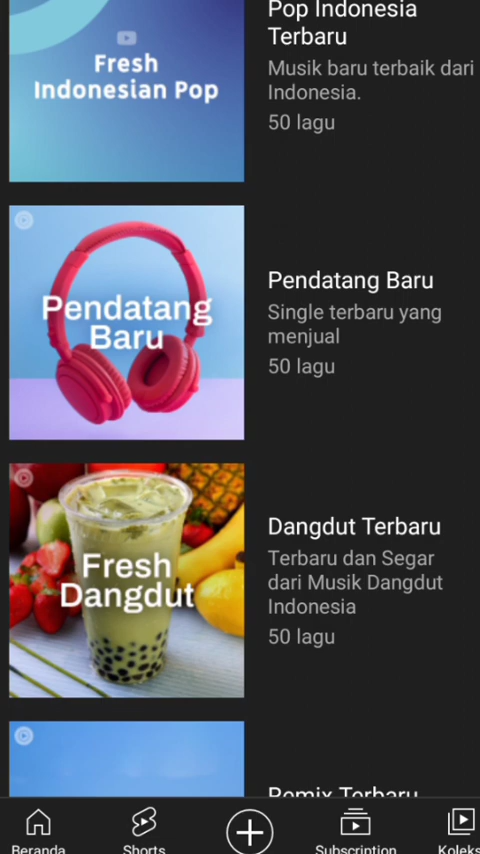 Pop Indonesia
Terbaru
Musik baru terbaik dari
Indonesia.
50 lagu
Fresh
Indonesian Pop
Pendatang Baru
Single terbaru yang
menjual
50 lagu
Pendatang
Baru
Dangdut Terbaru
Terbaru dan Segar
dari Musik Dangdut
Indonesia
50 lagu
Fresh
Dangdut
Remix Terbaru
Beranda
Shorts
Subscription
Koleks